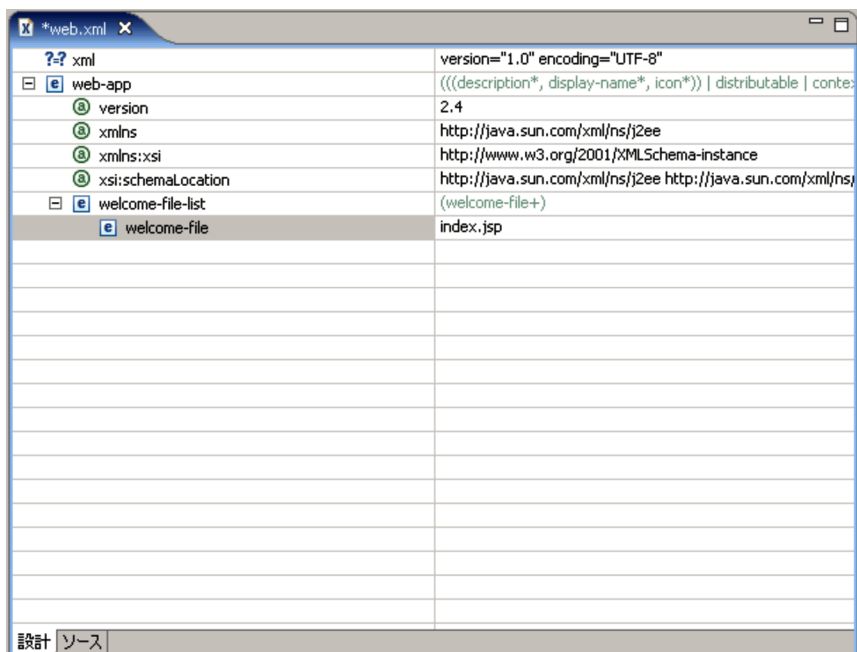 *web.xml
?=? xml version="1.0" encoding="UTF-8"
e web-app (((description*, display-name*, icon*)) | distributable |
a version 2.4
a xmlns http://java.sun.com/xml/ns/j2ee
a xmlns:xsi http://www.w3.org/2001/XMLSchema-instance
a xsi:schemaLocation http://java.sun.com/xml/ns/j2ee http://java.sun.com/xml/ns/
e welcome-file-list (welcome-file+)
e welcome-file index.jsp
設計 ソース